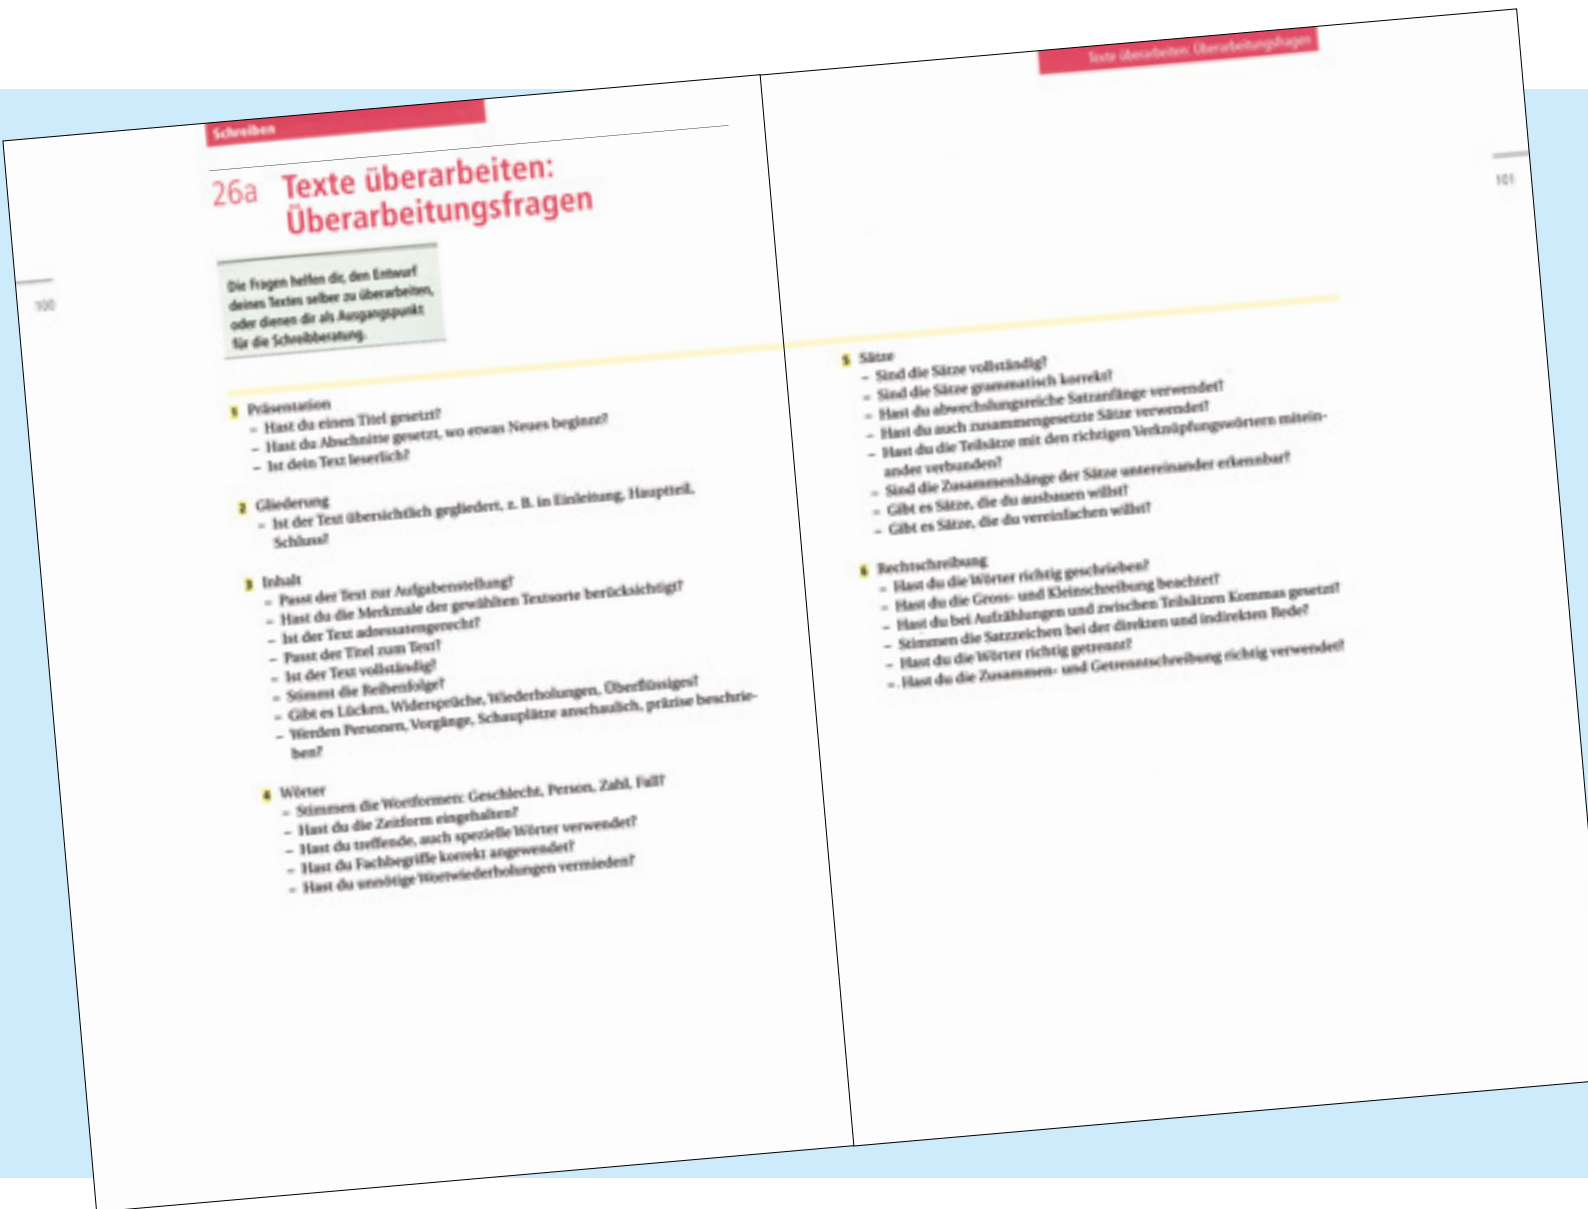 Schreiben
26a Texte überarbeiten:
Überarbeitungsfragen
Die Fragen helfen dir, den Entwurf
deines Textes selber zu überarbeiten,
oder dienen dir als Ausgangspunkt
für die Schreibberatung.
100
1 Präsentation
– Hast du einen Titel gesetzt?
– Hast du Abschnitte gesetzt, wo etwas Neues beginnt?
– Ist dein Text leserlich?
2 Gliederung
– Ist der Text übersichtlich gegliedert, z. B. in Einleitung, Hauptteil,
Schluss?
3 Inhalt
– Passt der Text zur Aufgabenstellung?
– Hast du die Merkmale der gewählten Textsorte berücksichtigt?
– Ist der Text adressatengerecht?
– Passt der Titel zum Text?
– Ist der Text vollständig?
– Stimmt die Reihenfolge?
– Gibt es Lücken, Widersprüche, Wiederholungen, Überflüssiges?
– Werden Personen, Vorgänge, Schauplätze anschaulich, präzise beschrie-
ben?
4 Wörter
– Stimmen die Wortformen: Geschlecht, Person, Zahl, Fall?
– Hast du die Zeitform eingehalten?
– Hast du treffende, auch spezielle Wörter verwendet?
– Hast du Fachbegriffe korrekt angewendet?
– Hast du unnötige Wortwiederholungen vermieden?
Texte überarbeiten: Überarbeitungsfragen
101
5 Sätze
– Sind die Sätze vollständig?
– Sind die Sätze grammatisch korrekt?
– Hast du abwechslungsreiche Satzanfänge verwendet?
– Hast du auch zusammengesetzte Sätze verwendet?
– Hast du die Teilsätze mit den richtigen Verknüpfungswörtern mitein-
ander verbunden?
– Sind die Zusammenhänge der Sätze untereinander erkennbar?
– Gibt es Sätze, die du ausbauen willst?
– Gibt es Sätze, die du vereinfachen willst?
6 Rechtschreibung
– Hast du die Wörter richtig geschrieben?
– Hast du die Gross- und Kleinschreibung beachtet?
– Hast du bei Aufzählungen und zwischen Teilsätzen Kommas gesetzt?
– Stimmen die Satzzeichen bei der direkten und indirekten Rede?
– Hast du die Wörter richtig getrennt?
– Hast du die Zusammen- und Getrenntschreibung richtig verwendet?